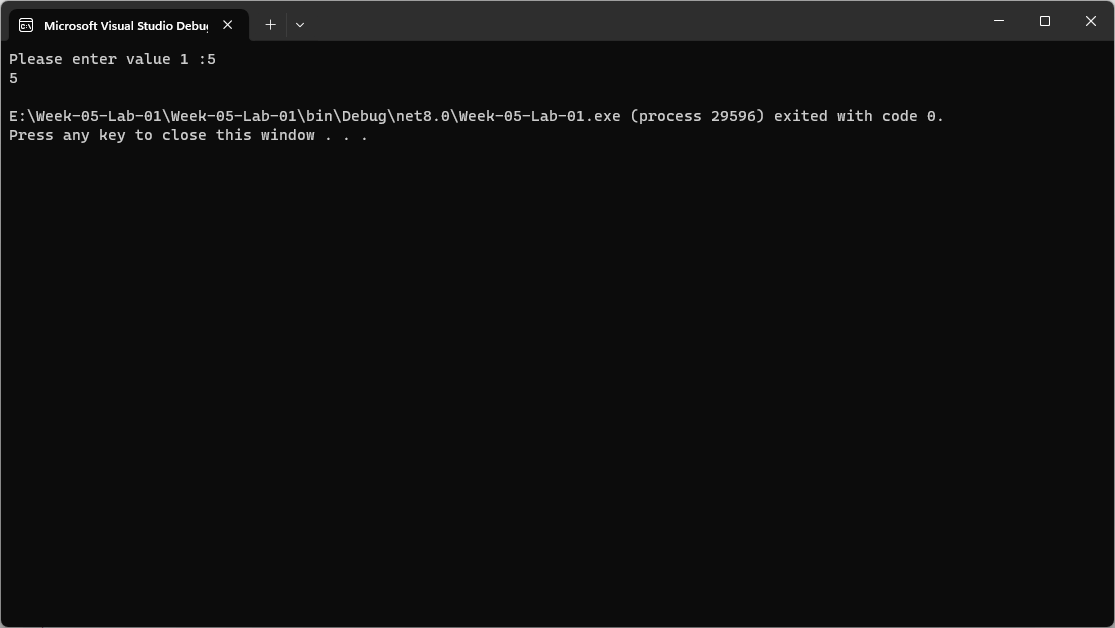 Microsoft Visual Studio Debug
Please enter value 1 :5
5
E:\Week-05-Lab-01\Week-05-Lab-01\bin\Debug\net8.0\Week-05-Lab-01.exe (process 29596) exited with code 0.
Press any key to close this window . . .